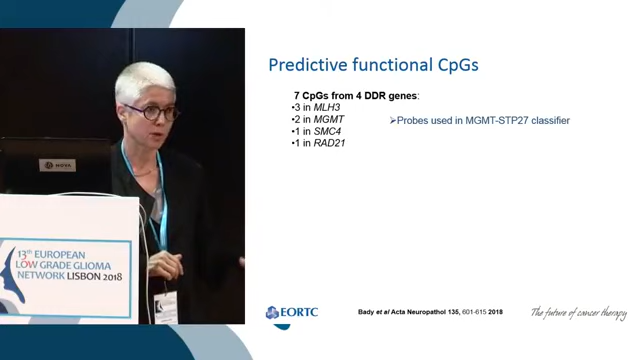 Predictive functional CpGs
7 CpGs from 4 DDR genes:
•3 in MLH3
•2 in MGMT
➢Probes used in MGMT-STP27 classifier
•1 in SMC4
•1 in RAD21
NOVA
13th EUROPEAN
LOW GRADE GLIOMA
NETWORK LISBON 2018
EORTC
Bady et al Acta Neuropathol 135, 601-615 2018
The future of cancer therapy